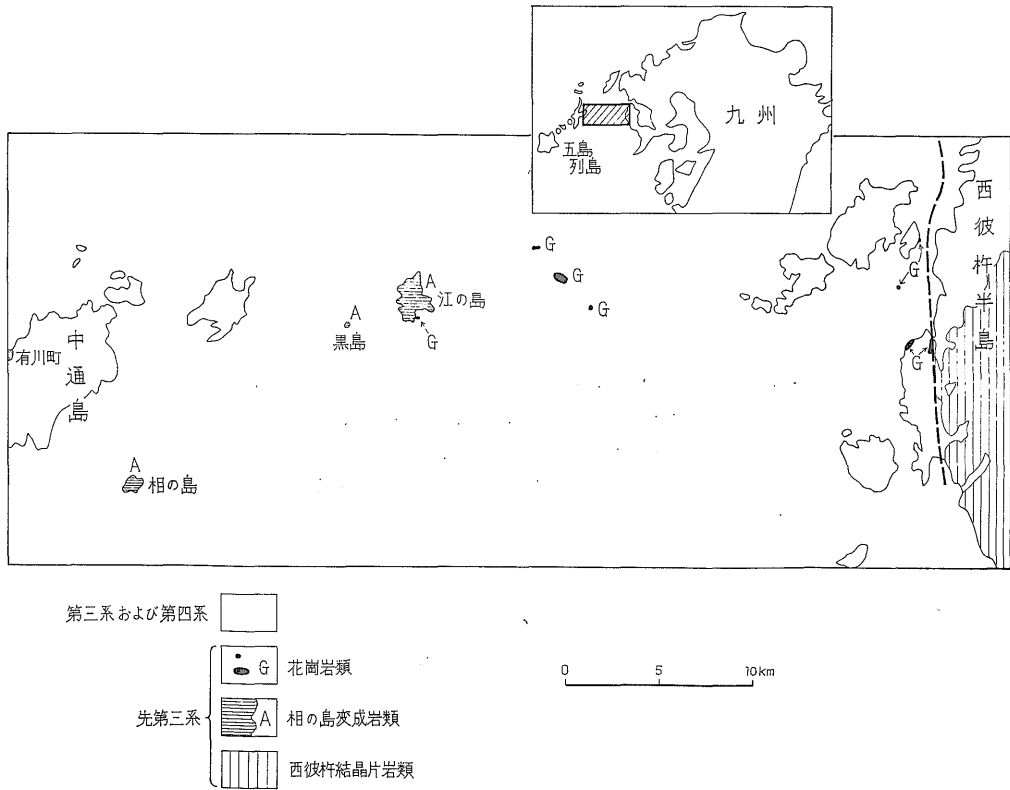 九州
五島
列島
西彼杵半島
G
G
G
G
A
江の島
A
黒島
G
G
中通島
有川町
A
相の島
第三系および第四系
G 花崗岩類
先第三系
A 相の島変成岩類
西彼杵結晶片岩類
0 5 10km